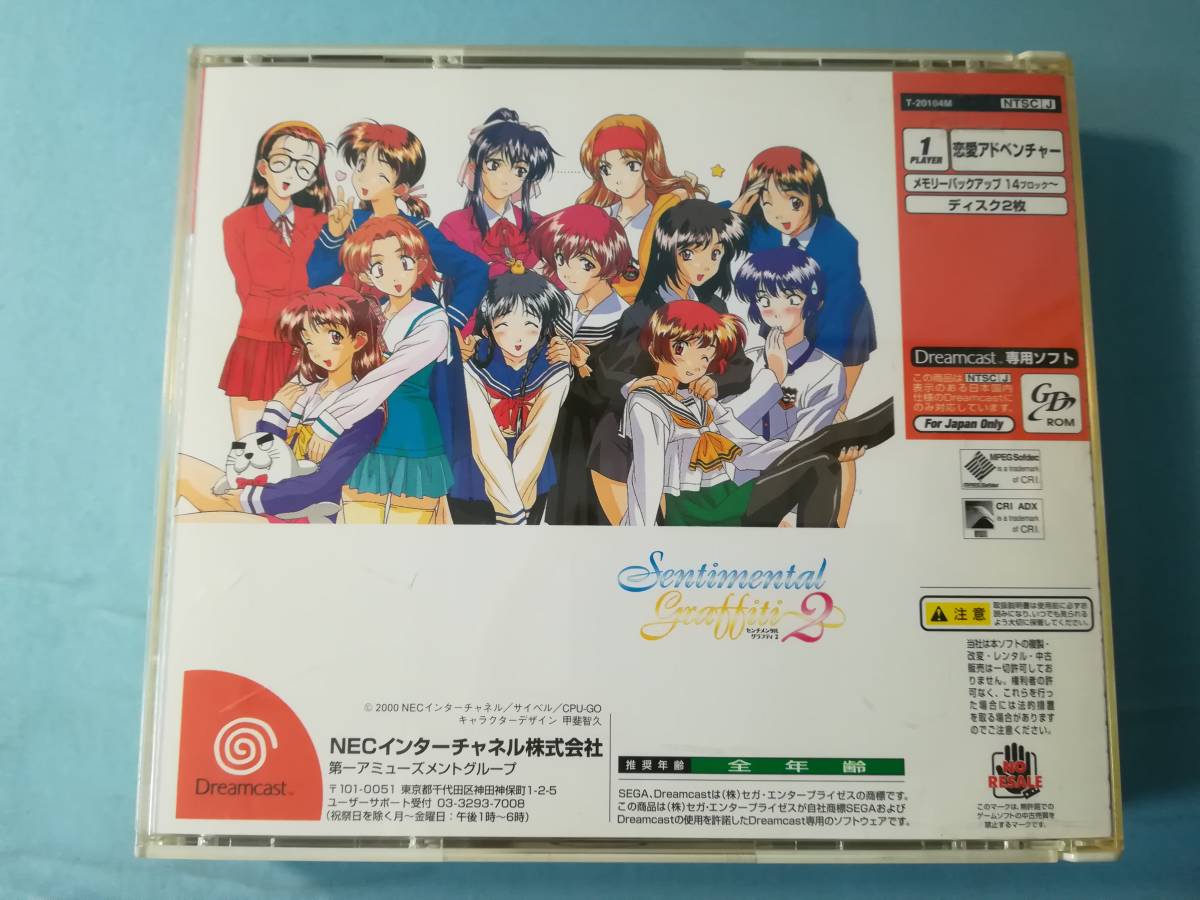 T-20104M
NTSC J
1
PLAYER
恋愛アドベンチャー
メモリーバックアップ 14ブロック~
ディスク2枚
Dreamcast™ 専用ソフト
この商品は NTSC J
表示のある日本国内
仕様のDreamcastに
のみ対応しています。
For Japan Only
GD
ROM
MPEG Sofdec
is a trademark
of CRI.
CRI ADX
is a trademark
of CRI.
Sentimental
Graffiti 2
センチメンタル
グラフティ2
注意
取扱説明書は使用前に必ずお
読みになり、いつでも見られる
よう大切に保管してください。
当社は本ソフトの複製・
改変・レンタル・中古
販売は一切許可してお
りません。権利者の許
可なく、これらを行っ
た場合には法的措置
を取る場合があります
のでご注意ください。
NO
RESALE
このマークは、無許諾での
ゲームソフトの中古売買を
禁止するマークです。
© 2000 NECインターチャネル/サイベル/CPU-GO
キャラクターデザイン 甲斐智久
NECインターチャネル株式会社
第一アミューズメントグループ
〒101-0051 東京都千代田区神田神保町1-2-5
ユーザーサポート受付 03-3293-7008
(祝祭日を除く月~金曜日:午後1時~6時)
Dreamcast™
推奨年齢 全年齢
SEGA、Dreamcastは(株)セガ・エンタープライゼスの商標です。
この商品は(株)セガ・エンタープライゼスが自社商標SEGAおよび
Dreamcastの使用を許諾したDreamcast専用のソフトウェアです。